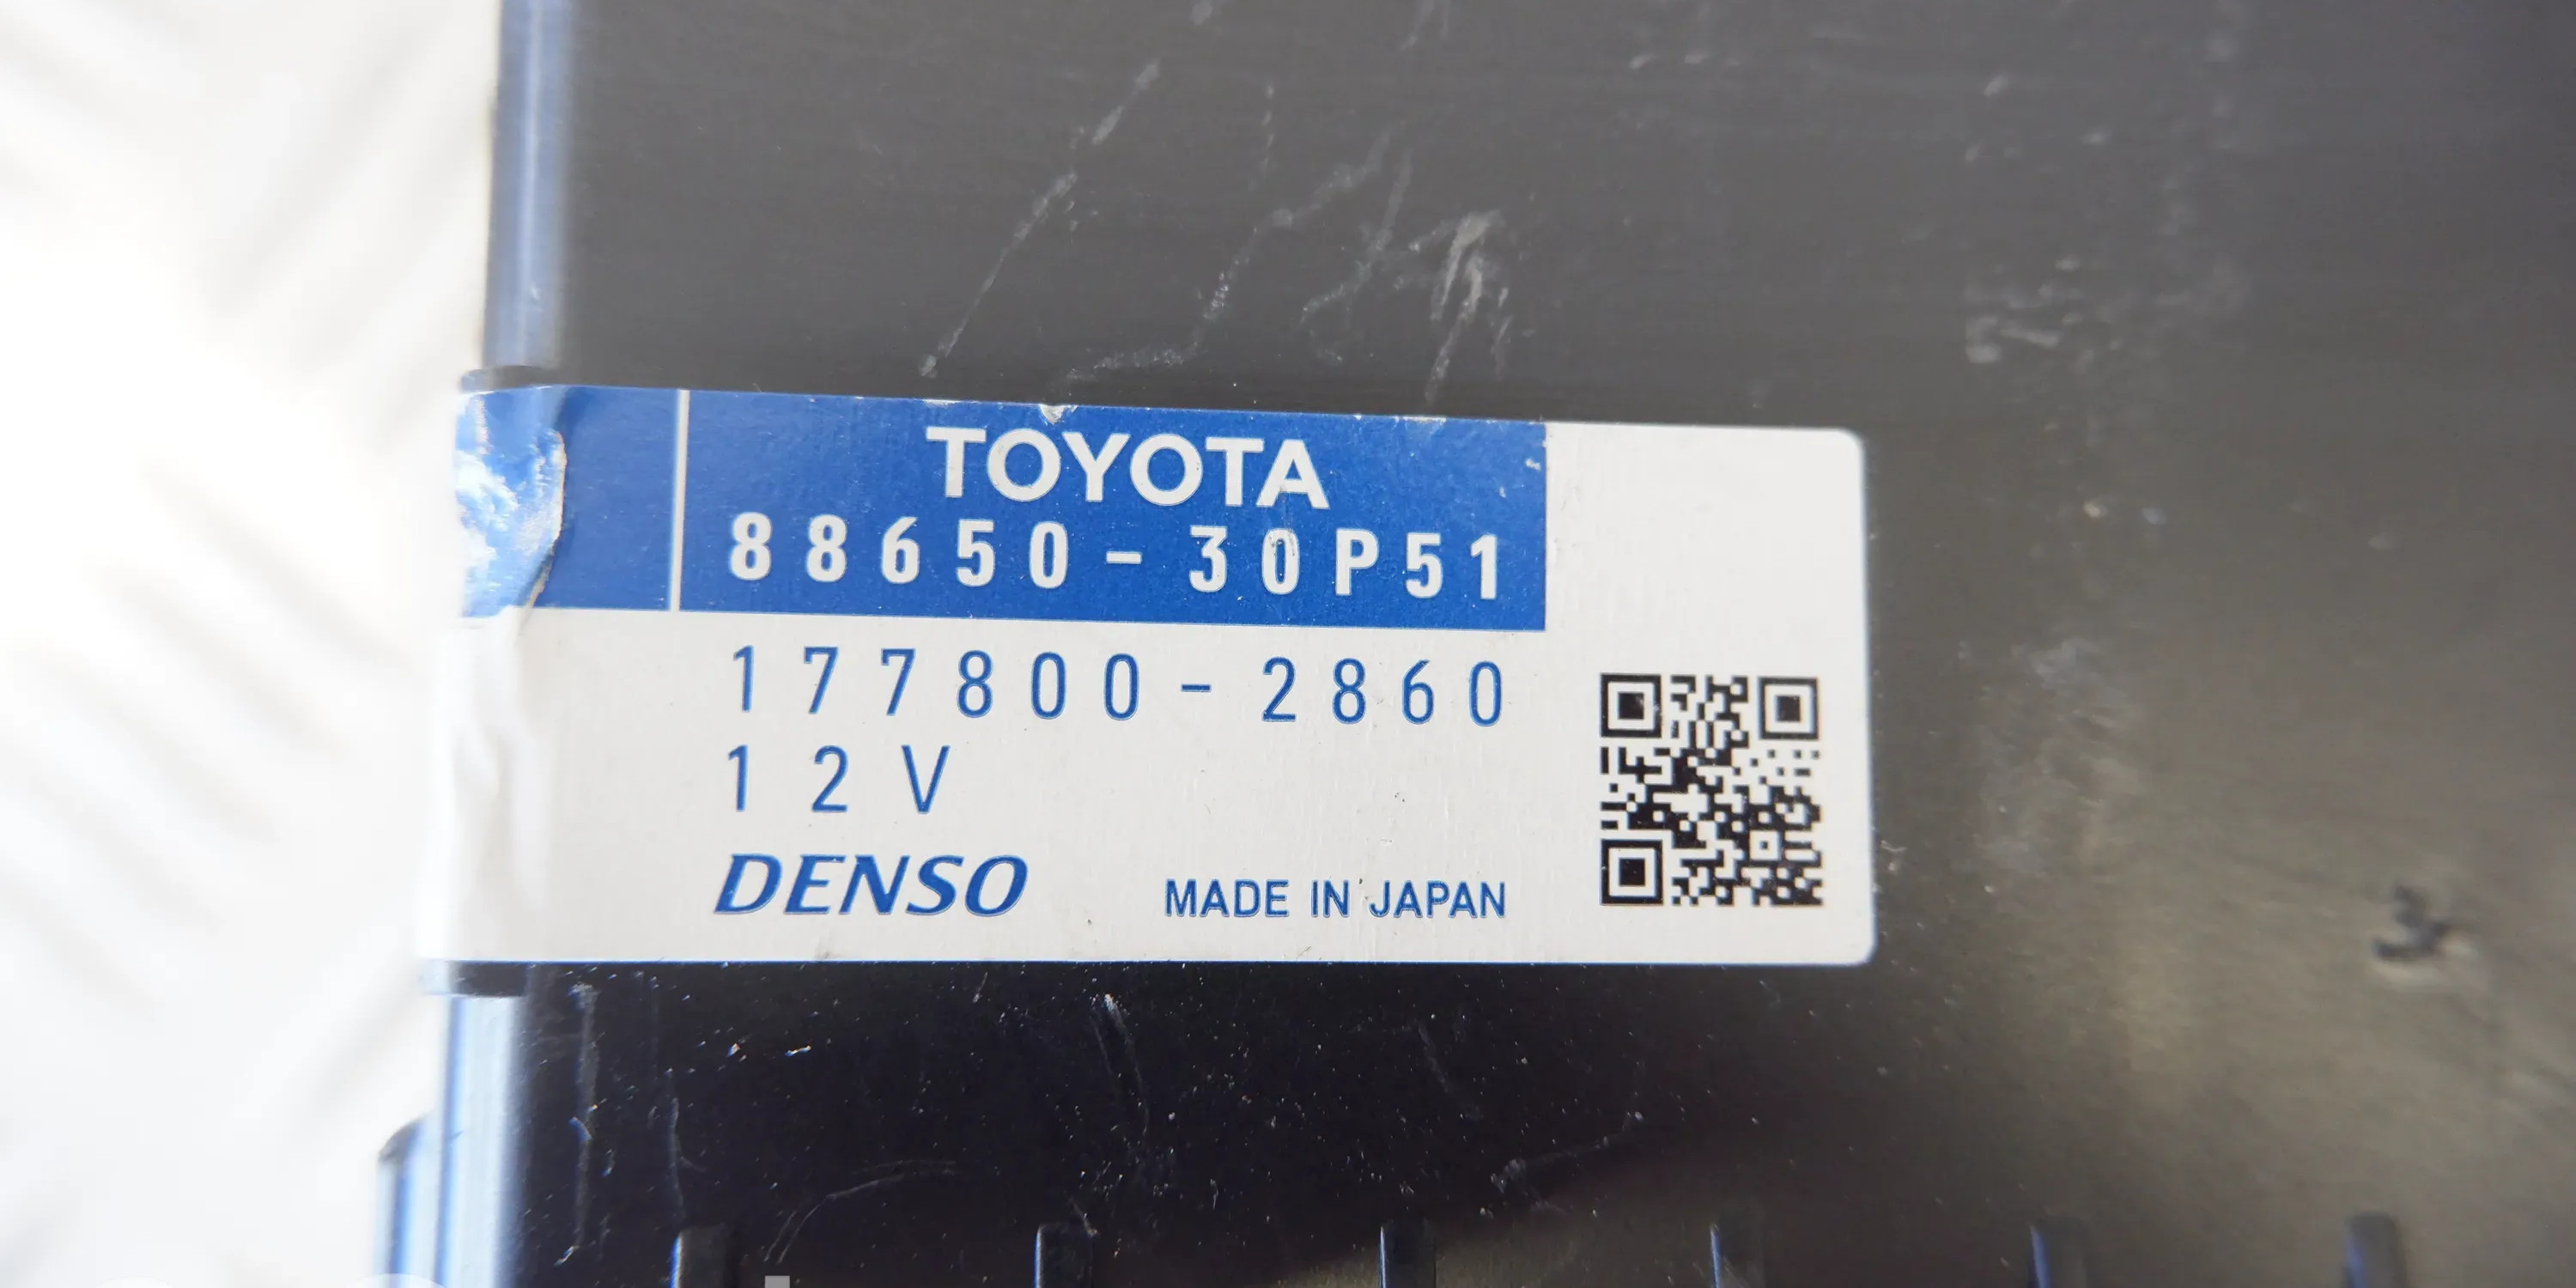 TOYOTA
88650-30P51
177800-2860
12V
DENSO
MADE IN JAPAN